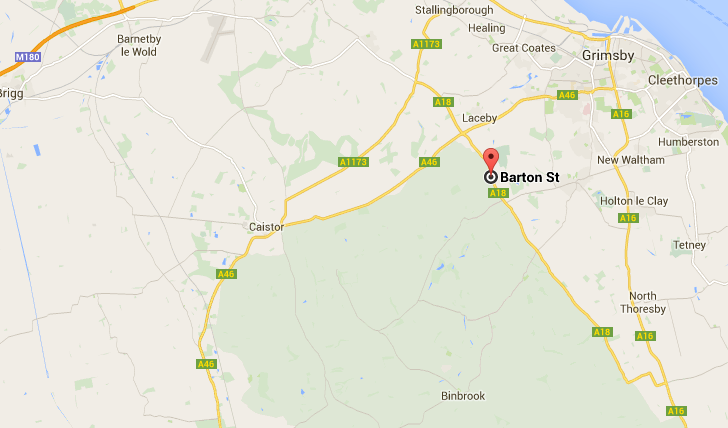 Stallingborough
Healing
Barnetby
le Wold
A1173
Great Coates
Grimsby
M180
Cleethorpes
Brigg
A18
A46
Laceby
A16
Humberston
A1173
A46
New Waltham
Barton St
A18
Holton le Clay
A16
Caistor
Tetney
A46
North
Thoresby
A18
A16
A46
Binbrook
A16